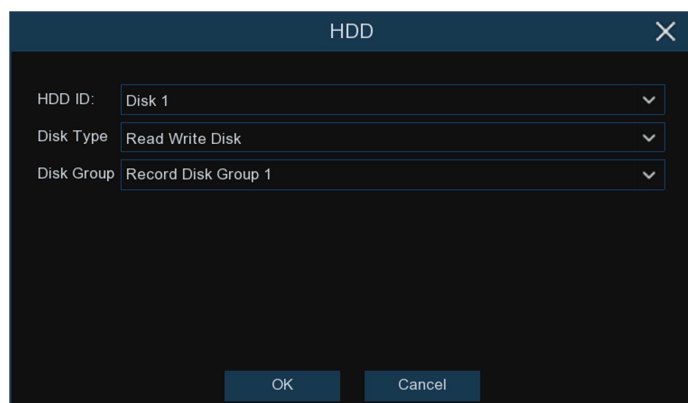 HDD
HDD ID: Disk 1
Disk Type Read Write Disk
Disk Group Record Disk Group 1
OK Cancel